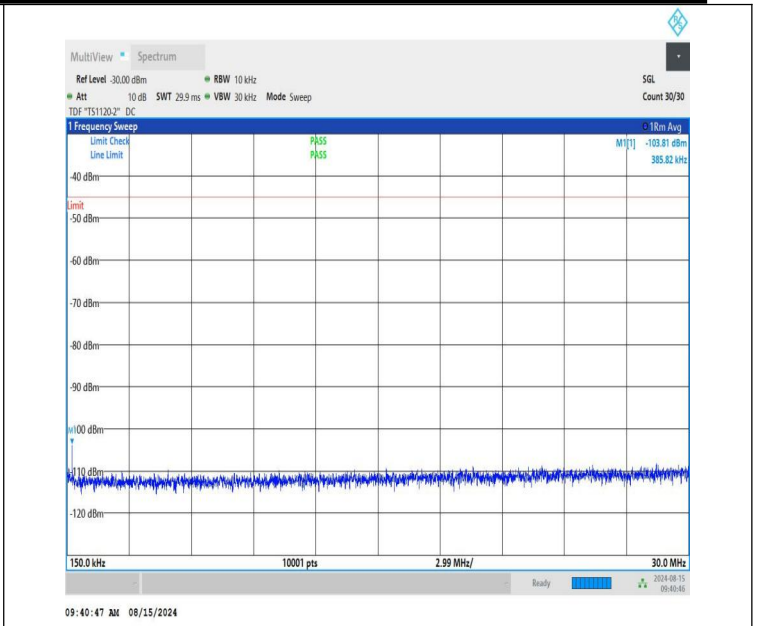 R
S
MultiView Spectrum
Ref Level -30.00 dBm RBW 10 kHz SGL
Att 10 dB SWT 29.9 ms VBW 30 kHz Mode Sweep Count 30/30
TDF "TS1120-2" DC
1 Frequency Sweep 1Rm Avg
Limit Check PASS M1[1] -103.81 dBm
Line Limit PASS 385.82 kHz
-40 dBm
Limit
-50 dBm
-60 dBm
-70 dBm
-80 dBm
-90 dBm
M1
-100 dBm
-110 dBm
-120 dBm
150.0 kHz 10001 pts 2.99 MHz/ 30.0 MHz
Ready 2024-08-15
09:40:46
09:40:47 AM 08/15/2024